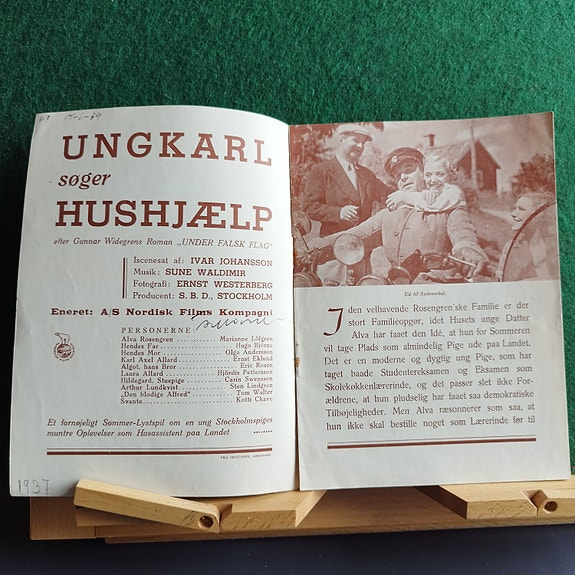 UNGKARL
søger
HUSHJÆLP
efter Gunnar Widegrens Roman „UNDER FALSK FLAG"
Iscenesat af: IVAR JOHANSSON
Musik: SUNE WALDIMIR
Fotografi: ERNST WESTERBERG
Producent: S. B. D., STOCKHOLM
Eneret: A/S Nordisk Films Kompagni
PERSONERNE:
Alva Rosengren Marianne Löfgren
Hendes Far Hugo Björne
Hendes Mor Olga Andersson
Karl Axel Allard Ernst Eklund
Algot, hans Bror Eric Rosén
Laura Allard Hjördis Pettersson
Hildegard, Stuepige Carin Swensson
Arthur Lundkvist Sten Lindgren
„Den blodige Alfred" Tom Walter
Svante Kotti Chave
Et fornøjeligt Sommer-Lystspil om en ung Stockholmspiges
muntre Oplevelser som Husassistent paa Landet
1937
Ud til Sommerbal.
I den velhavende Rosengren'ske Familie er der
stort Familieopgør, idet Husets unge Datter
Alva har faaet den Idé, at hun for Sommeren
vil tage Plads som almindelig Pige ude paa Landet.
Det er en moderne og dygtig ung Pige, som har
taget baade Studentereksamen og Eksamen som
Skolekøkkenlærerinde, og det passer slet ikke For-
ældrene, at hun pludselig har faaet saa demokratiske
Tilbøjeligheder. Men Alva ræsonnerer som saa, at
hun ikke skal bestille noget som Lærerinde før til